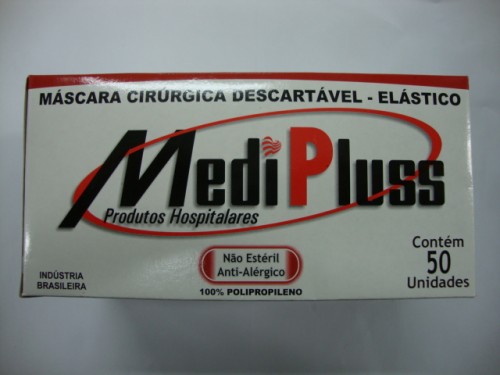 MÁSCARA CIRÚRGICA DESCARTÁVEL - ELÁSTICO
MediPluss
Produtos Hospitalares
Não Estéril
Anti-Alérgico
100% POLIPROPILENO
INDÚSTRIA
BRASILEIRA
Contém
50
Unidades